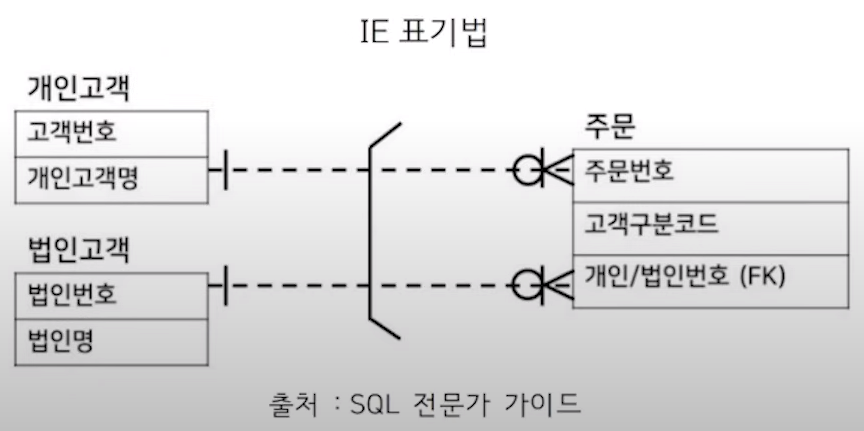 IE 표기법
개인고객
고객번호
개인고객명
법인고객
법인번호
법인명
주문
주문번호
고객구분코드
개인/법인번호 (FK)
출처 : SQL 전문가 가이드